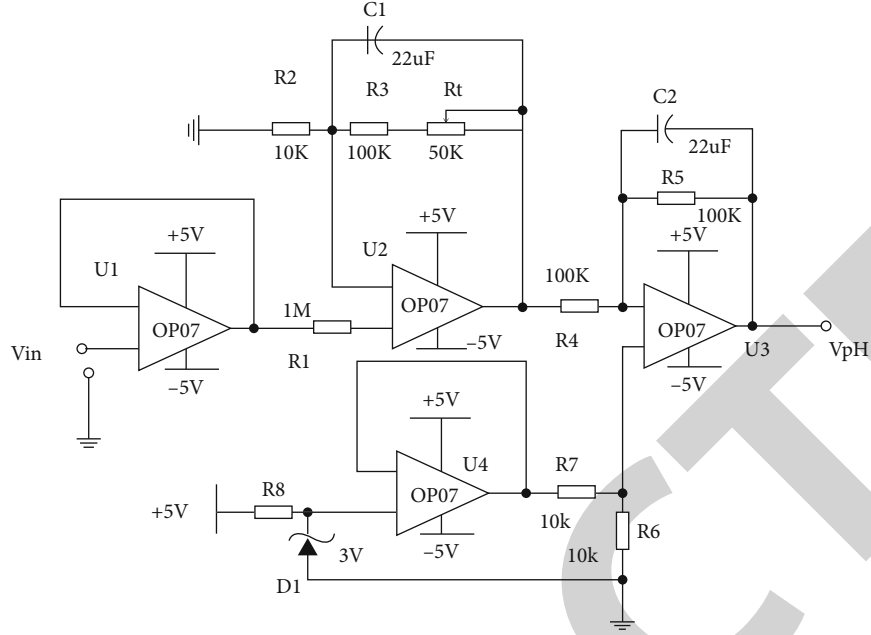 C1
22uF
R2
R3
Rt
10K
100K
50K
C2
22uF
R5
100K
+5V
U1
OP07
-5V
Vin
+5V
U2
OP07
–5V
1M
R1
100K
R4
+5V
OP07
U3
–5V
VpH
+5V
U4
OP07
–5V
R7
10k
R6
10k
+5V
R8
3V
D1
CT